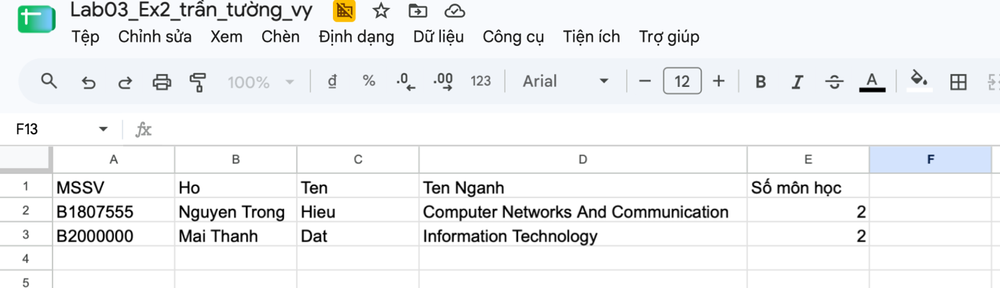 Lab03_Ex2_trần_tường_vy
Tệp Chỉnh sửa Xem Chèn Định dạng Dữ liệu Công cụ Tiện ích Trợ giúp
100% đ % .0 .00 123 Arial 12 B I S A
F13 fx
A B C D E F
1 MSSV Ho Ten Ten Nganh Số môn học
2 B1807555 Nguyen Trong Hieu Computer Networks And Communication 2
3 B2000000 Mai Thanh Dat Information Technology 2
4
5